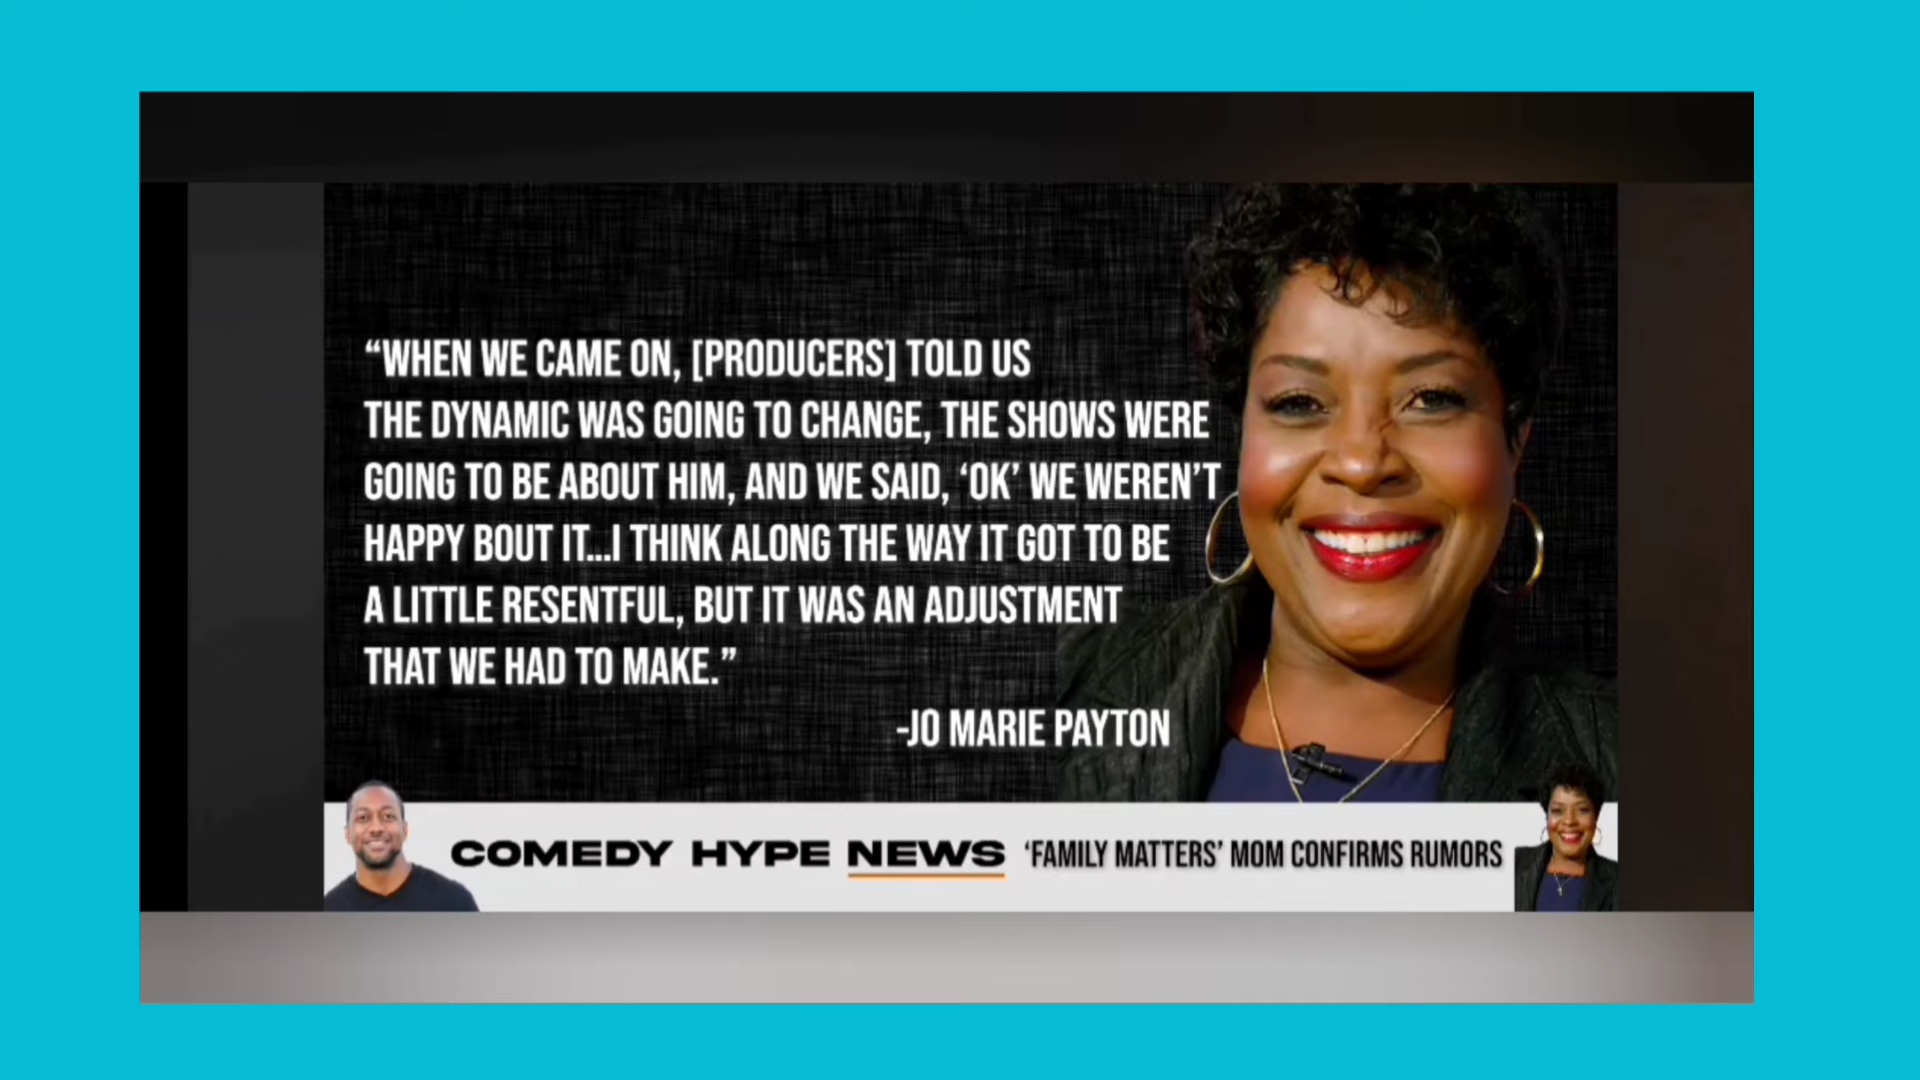 “WHEN WE CAME ON, [PRODUCERS] TOLD US
THE DYNAMIC WAS GOING TO CHANGE, THE SHOWS WERE
GOING TO BE ABOUT HIM, AND WE SAID, ‘OK’ WE WEREN’T
HAPPY BOUT IT...I THINK ALONG THE WAY IT GOT TO BE
A LITTLE RESENTFUL, BUT IT WAS AN ADJUSTMENT
THAT WE HAD TO MAKE.”
-JO MARIE PAYTON
COMEDY HYPE NEWS ‘FAMILY MATTERS’ MOM CONFIRMS RUMORS